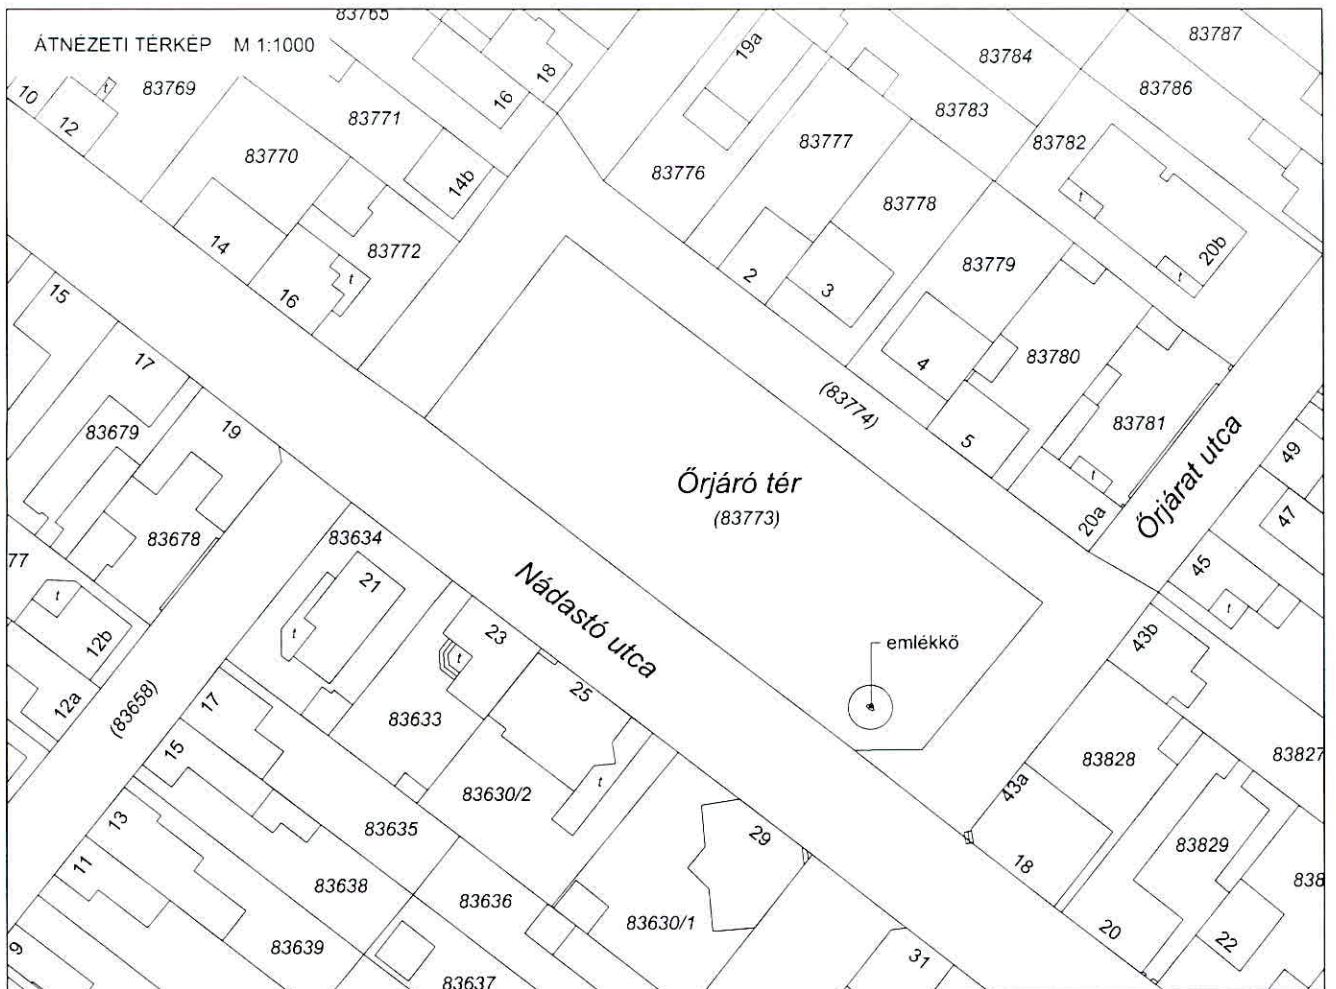 83765
ÁTNÉZETI TÉRKÉP M 1:1000
18
19a
83784
83787
10
12
t
83769
16
83771
83783
83786
83770
14b
83776
83777
83782
83778
t
14
83772
t
20b
t
16
2
3
83779
15
17
4
83780
(83774)
19
83679
5
83781
t
Őrjárat utca
49
Őrjáró tér
(83773)
47
83678
83634
20a
77
21
Nádastó utca
45
t
12b
t
23
t
43b
emlékkő
12a
(83658)
17
25
83633
83827
15
83630/2
t
83828
43a
13
83635
29
83829
11
18
83638
83636
838
83630/1
20
22
9
83639
31
83637